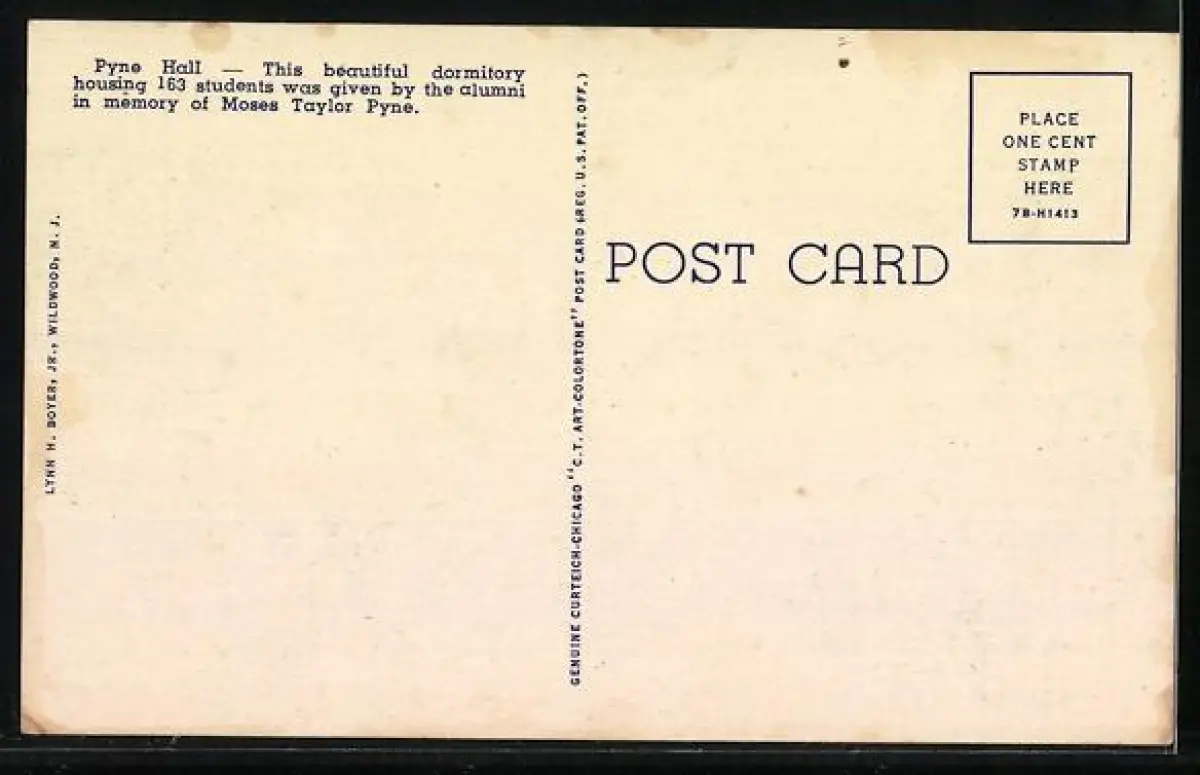 Pyne Hall — This beautiful dormitory
housing 163 students was given by the alumni
in memory of Moses Taylor Pyne.
LYNN H. BOYER, JR., WILDWOOD, N. J.
GENUINE CURTEICH-CHICAGO "C. T. ART-COLORTONE" POST CARD (REG. U. S. PAT. OFF.)
POST CARD
PLACE
ONE CENT
STAMP
HERE
7B-H1413